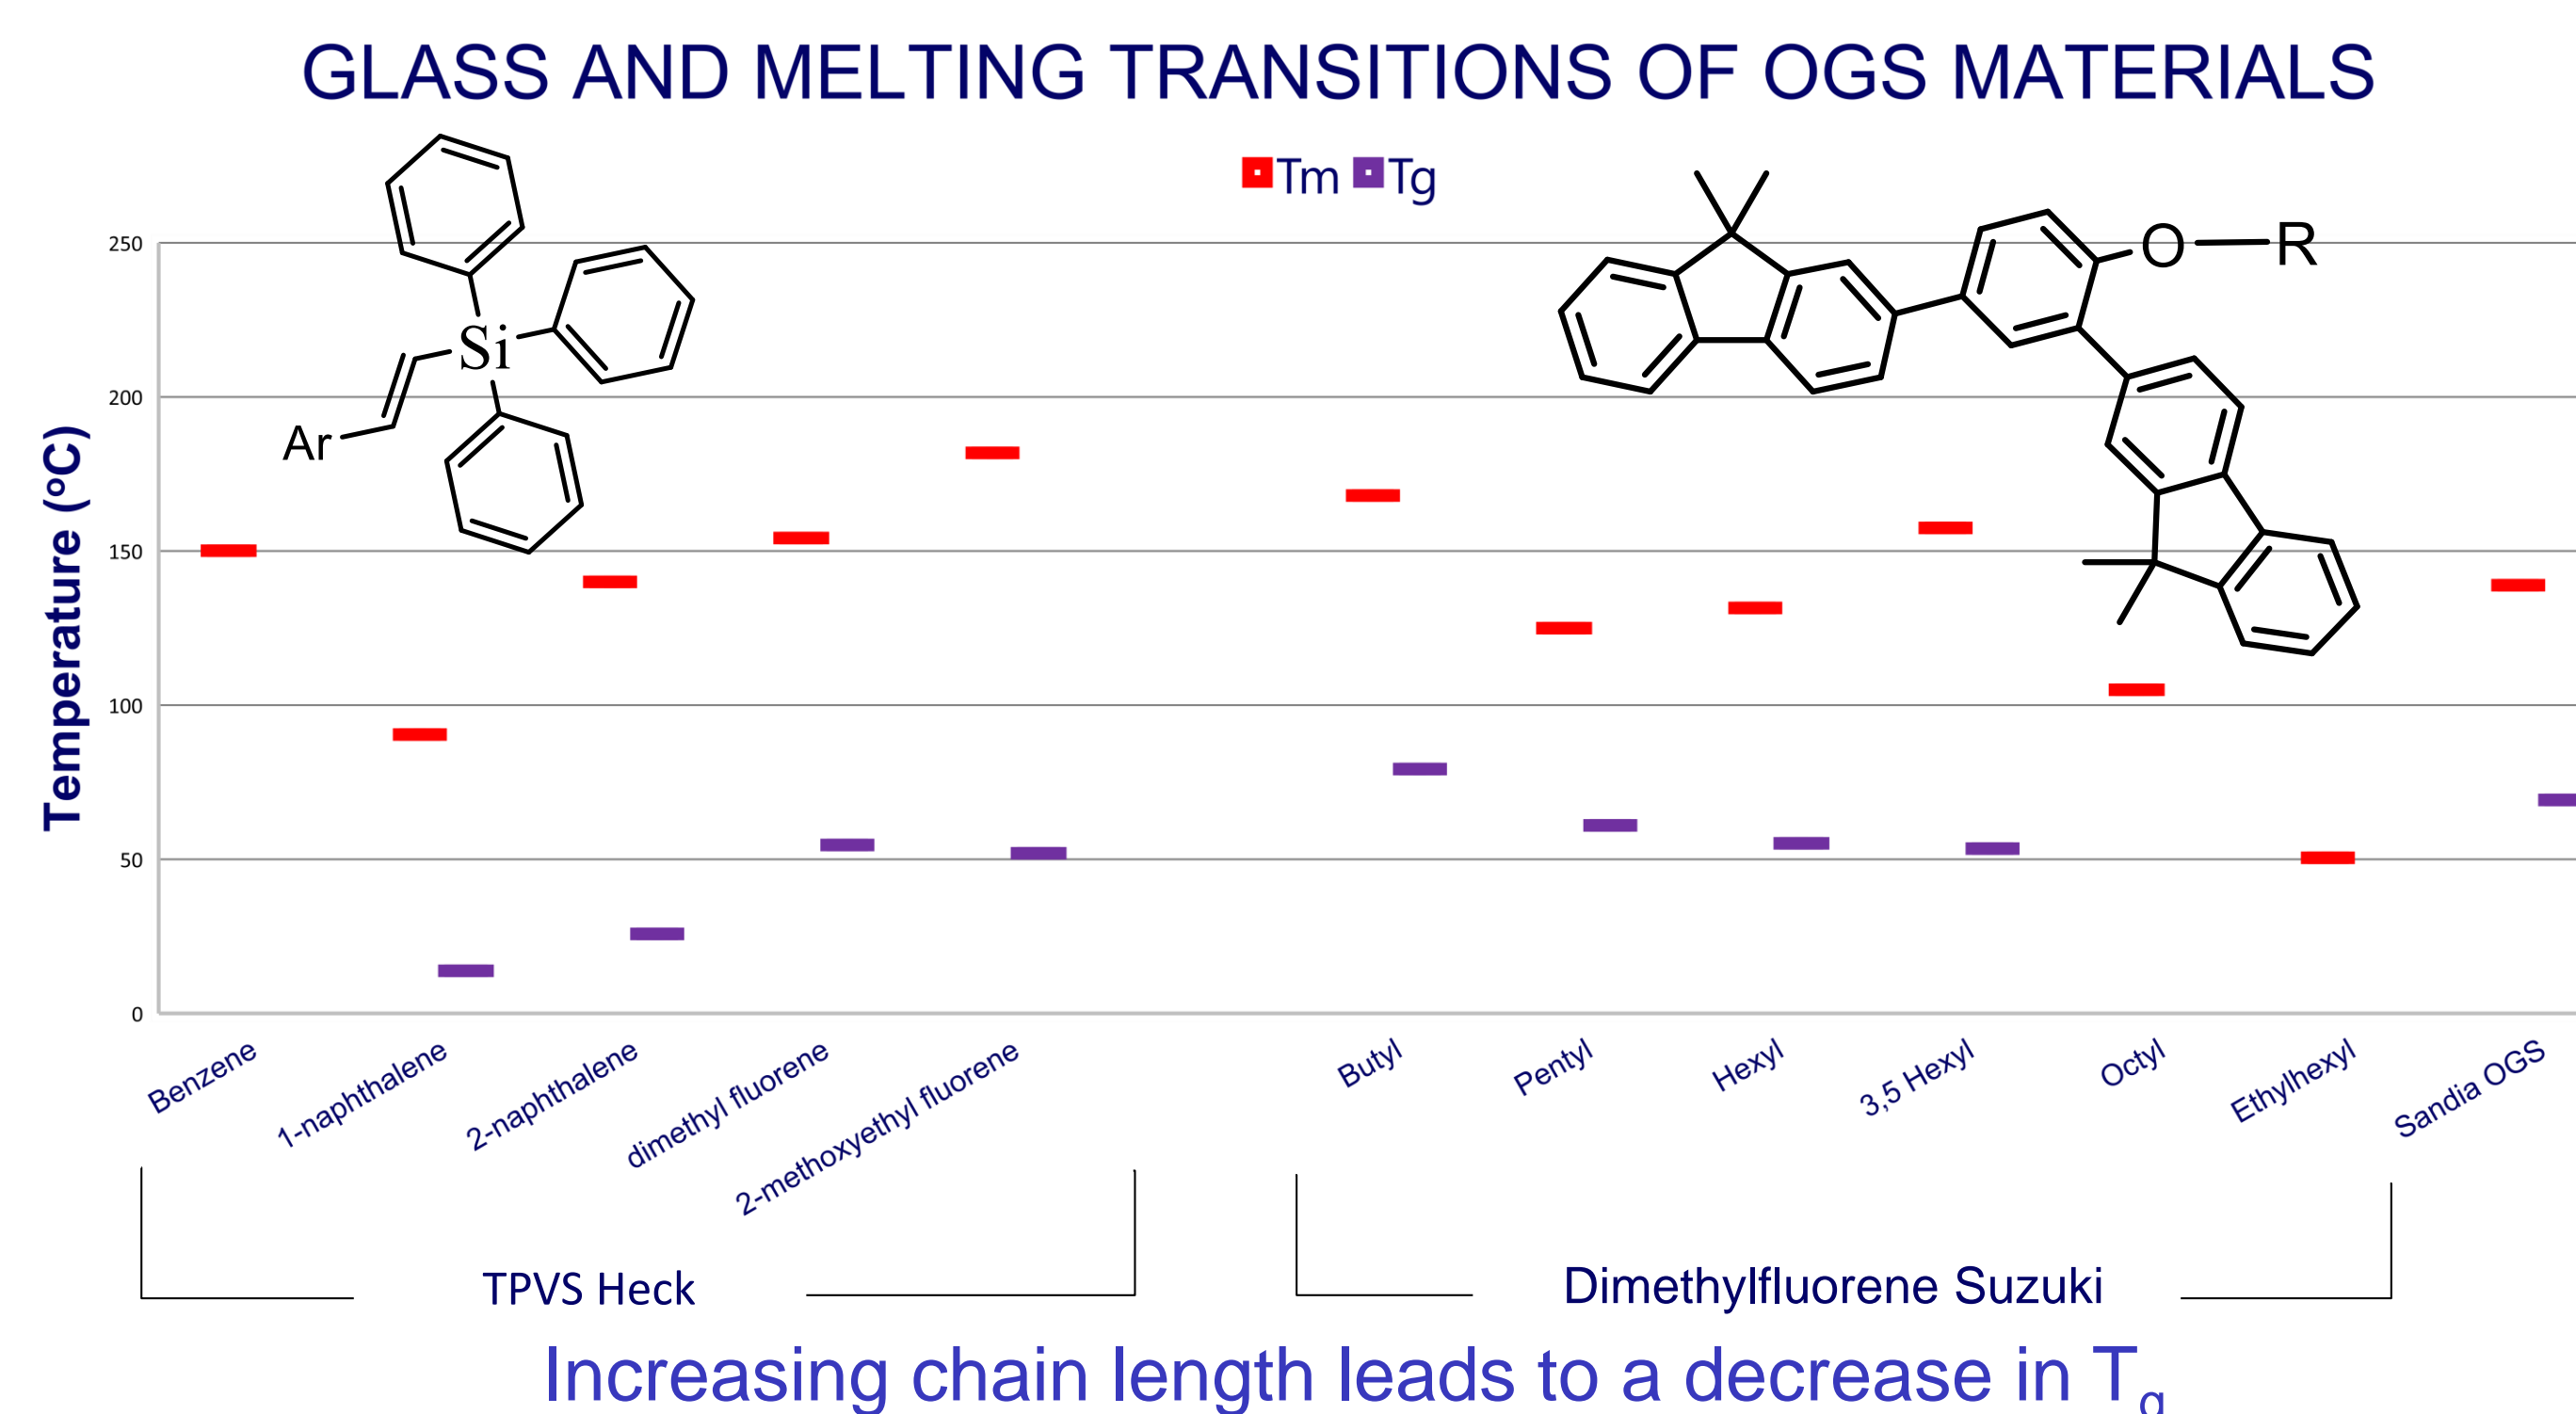 GLASS AND MELTING TRANSITIONS OF OGS MATERIALS
Tm Tg
Si
Ar
O R
Temperature (ºC)
250
200
150
100
50
0
Benzene
1-naphthalene
2-naphthalene
dimethyl fluorene
2-methoxyethyl fluorene
Butyl
Pentyl
Hexyl
3,5 Hexyl
Octyl
Ethylhexyl
Sandia OGS
TPVS Heck
Dimethylfluorene Suzuki
Increasing chain length leads to a decrease in Tg